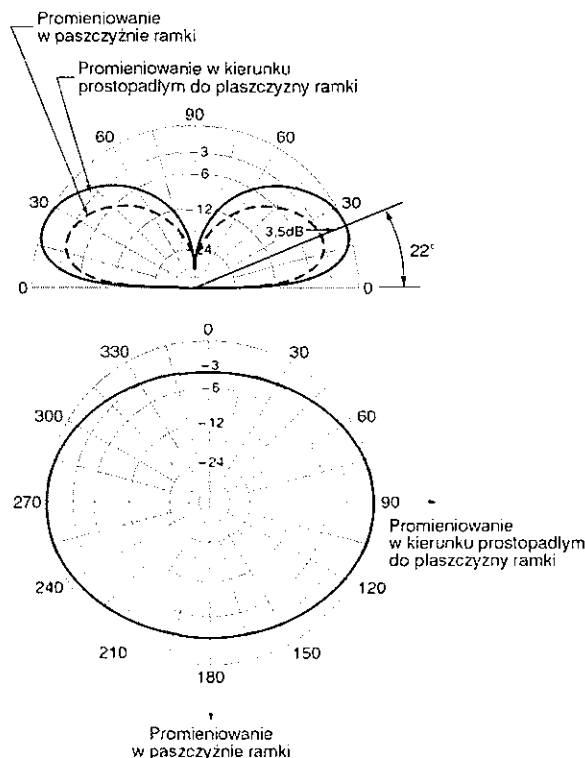 Promieniowanie
w paszczyźnie ramki
Promieniowanie w kierunku
prostopadłym do płaszczyzny ramki
90
60
60
-3
-6
30
-12
30
3,5dB
-24
22°
0
0
0
330
30
-3
-6
300
60
-12
-24
270
90
Promieniowanie
w kierunku prostopadłym
do płaszczyzny ramki
240
120
210
150
180
Promieniowanie
w paszczyźnie ramki